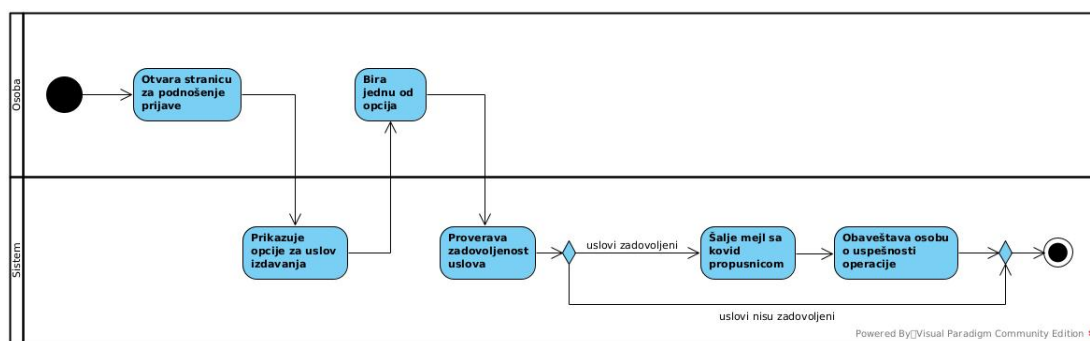 Osoba
Otvara stranicu
za podnošenje
prijave
Bira
jednu od
opcija
Sistem
Prikazuje
opcije za uslov
izdavanja
Proverava
zadovoljenost
uslova
uslovi zadovoljeni
Šalje mejl sa
kovid
propusnicom
Obaveštava osobu
o uspešnosti
operacije
uslovi nisu zadovoljeni
Powered By Visual Paradigm Community Edition